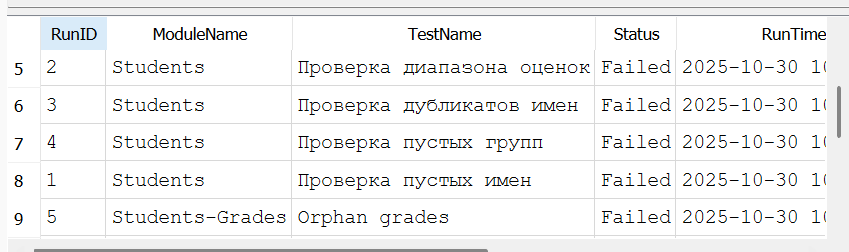 RunID ModuleName TestName Status RunTime
5 2 Students Проверка диапазона оценок Failed 2025-10-30 10
6 3 Students Проверка дубликатов имен Failed 2025-10-30 10
7 4 Students Проверка пустых групп Failed 2025-10-30 10
8 1 Students Проверка пустых имен Failed 2025-10-30 10
9 5 Students-Grades Orphan grades Failed 2025-10-30 10